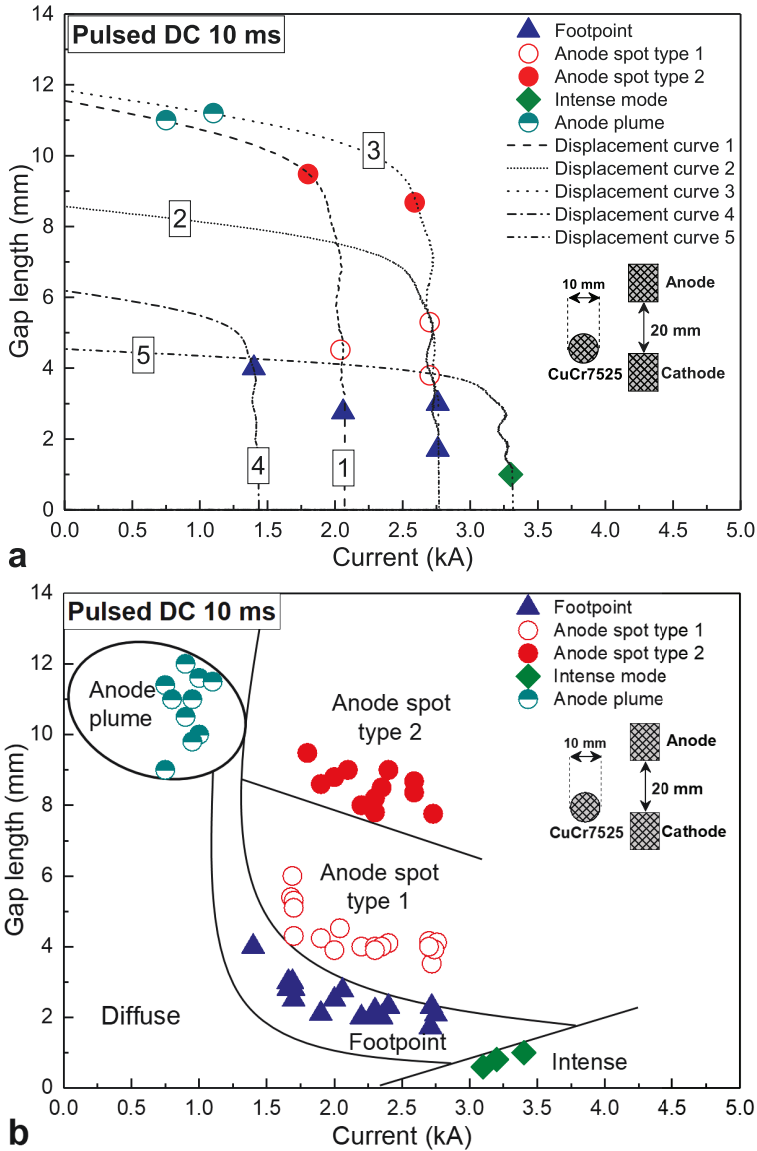 Pulsed DC 10 ms
Footpoint
Anode spot type 1
Anode spot type 2
Intense mode
Anode plume
Displacement curve 1
Displacement curve 2
Displacement curve 3
Displacement curve 4
Displacement curve 5
14
12
10
8
6
4
2
0
Gap length (mm)
3
2
5
4
1
10 mm
Anode
20 mm
CuCr7525
Cathode
0.0 0.5 1.0 1.5 2.0 2.5 3.0 3.5 4.0 4.5 5.0
Current (kA)
a
Pulsed DC 10 ms
Footpoint
Anode spot type 1
Anode spot type 2
Intense mode
Anode plume
14
12
10
8
6
4
2
0
Gap length (mm)
Anode
plume
Anode spot
type 2
10 mm
Anode
20 mm
CuCr7525
Cathode
Anode spot
type 1
Diffuse
Footpoint
Intense
0.0 0.5 1.0 1.5 2.0 2.5 3.0 3.5 4.0 4.5 5.0
Current (kA)
b